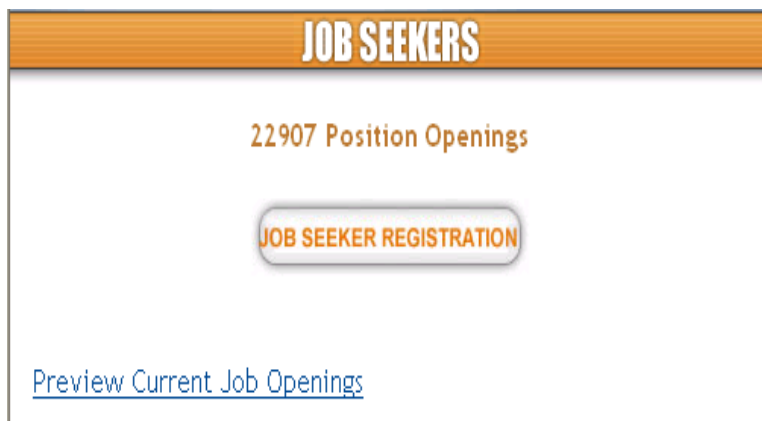 JOB SEEKERS
22907 Position Openings
JOB SEEKER REGISTRATION
Preview Current Job Openings